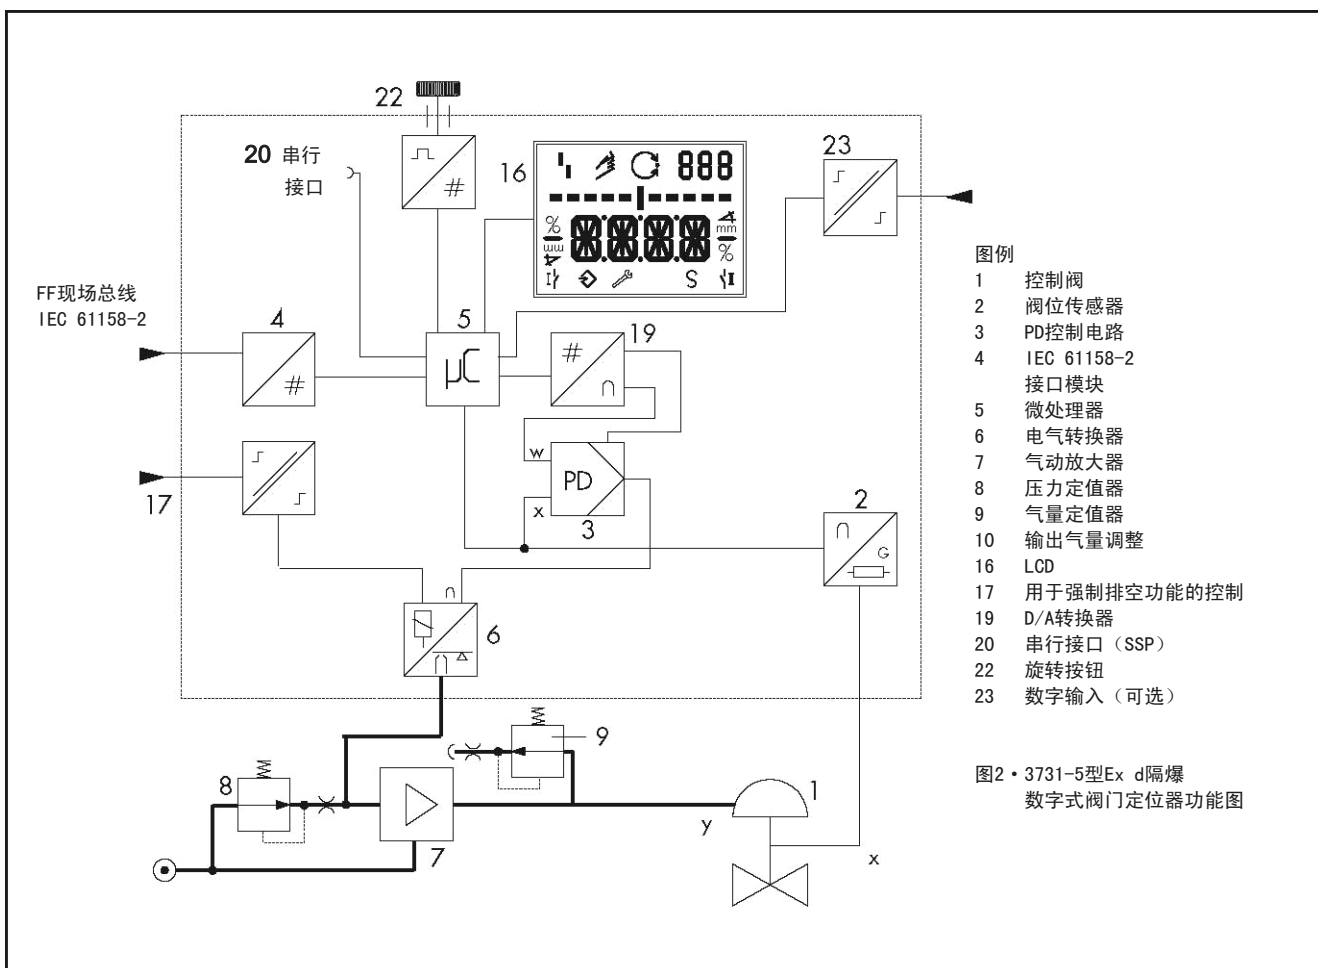 22
20 串行
接口
16
888
%
mm
mm
%
S
23
FF现场总线
IEC 61158-2
4
#
#
5
μC
#
19
17
w
PD
x
3
2
G
6
9
8
7
y
1
x
图例
1 控制阀
2 阀位传感器
3 PD控制电路
4 IEC 61158-2
接口模块
5 微处理器
6 电气转换器
7 气动放大器
8 压力定值器
9 气量定值器
10 输出气量调整
16 LCD
17 用于强制排空功能的控制
19 D/A转换器
20 串行接口（SSP）
22 旋转按钮
23 数字输入（可选）
图2·3731-5型Ex d隔爆
数字式阀门定位器功能图